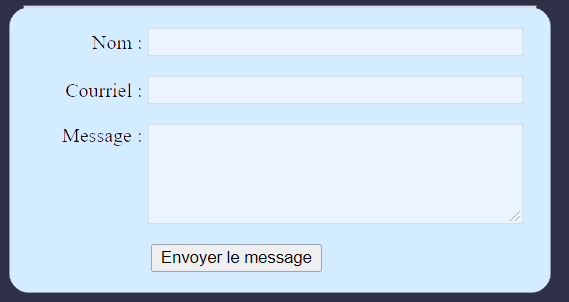 Nom :
Courriel :
Message :
Envoyer le message